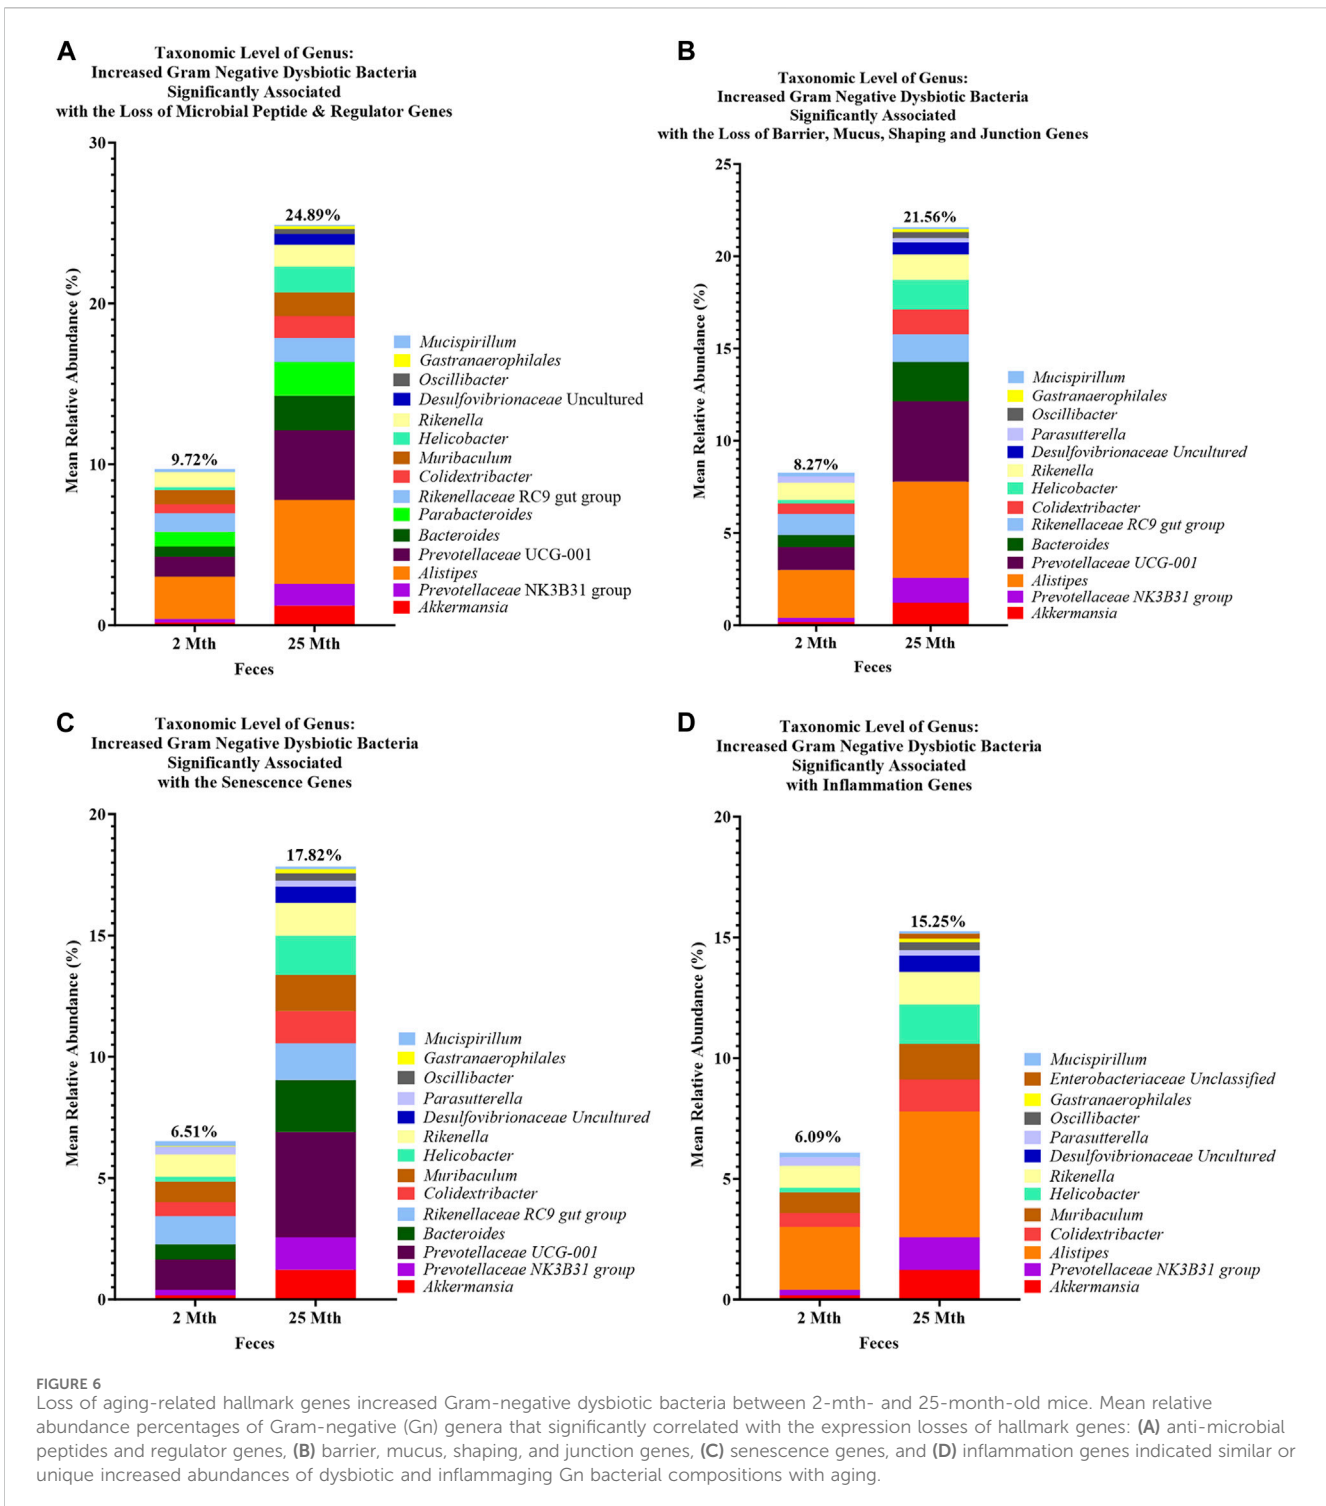 A
Taxonomic Level of Genus:
Increased Gram Negative Dysbiotic Bacteria
Significantly Associated
with the Loss of Microbial Peptide & Regulator Genes
30
20
10
0
Mean Relative Abundance (%)
9.72%
24.89%
2 Mth
25 Mth
Feces
Mucispirillum
Gastranaerophilales
Oscillibacter
Desulfovibrionaceae Uncultured
Rikenella
Helicobacter
Muribaculum
Colidextribacter
Rikenellaceae RC9 gut group
Parabacteroides
Bacteroides
Prevotellaceae UCG-001
Alistipes
Prevotellaceae NK3B31 group
Akkermansia
B
Taxonomic Level of Genus:
Increased Gram Negative Dysbiotic Bacteria
Significantly Associated
with the Loss of Barrier, Mucus, Shaping and Junction Genes
25
20
15
10
5
0
Mean Relative Abundance (%)
8.27%
21.56%
2 Mth
25 Mth
Feces
Mucispirillum
Gastranaerophilales
Oscillibacter
Parasutterella
Desulfovibrionaceae Uncultured
Rikenella
Helicobacter
Colidextribacter
Rikenellaceae RC9 gut group
Bacteroides
Prevotellaceae UCG-001
Alistipes
Prevotellaceae NK3B31 group
Akkermansia
C
Taxonomic Level of Genus:
Increased Gram Negative Dysbiotic Bacteria
Significantly Associated
with the Senescence Genes
20
15
10
5
0
Mean Relative Abundance (%)
6.51%
17.82%
2 Mth
25 Mth
Feces
Mucispirillum
Gastranaerophilales
Oscillibacter
Parasutterella
Desulfovibrionaceae Uncultured
Rikenella
Helicobacter
Muribaculum
Colidextribacter
Rikenellaceae RC9 gut group
Bacteroides
Prevotellaceae UCG-001
Prevotellaceae NK3B31 group
Akkermansia
D
Taxonomic Level of Genus:
Increased Gram Negative Dysbiotic Bacteria
Significantly Associated
with Inflammation Genes
20
15
10
5
0
Mean Relative Abundance (%)
6.09%
15.25%
2 Mth
25 Mth
Feces
Mucispirillum
Enterobacteriaceae Unclassified
Gastranaerophilales
Oscillibacter
Parasutterella
Desulfovibrionaceae Uncultured
Rikenella
Helicobacter
Muribaculum
Colidextribacter
Alistipes
Prevotellaceae NK3B31 group
Akkermansia
FIGURE 6
Loss of aging-related hallmark genes increased Gram-negative dysbiotic bacteria between 2-mth- and 25-month-old mice. Mean relative
abundance percentages of Gram-negative (Gn) genera that significantly correlated with the expression losses of hallmark genes: (A) anti-microbial
peptides and regulator genes, (B) barrier, mucus, shaping, and junction genes, (C) senescence genes, and (D) inflammation genes indicated similar or
unique increased abundances of dysbiotic and inflammaging Gn bacterial compositions with aging.